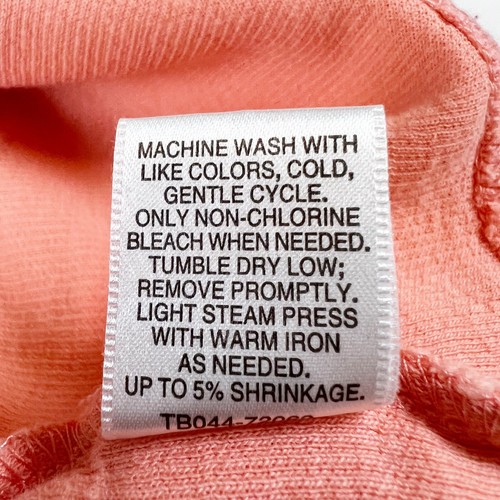 MACHINE WASH WITH
LIKE COLORS, COLD,
GENTLE CYCLE.
ONLY NON-CHLORINE
BLEACH WHEN NEEDED.
TUMBLE DRY LOW;
REMOVE PROMPTLY.
LIGHT STEAM PRESS
WITH WARM IRON
AS NEEDED.
UP TO 5% SHRINKAGE.